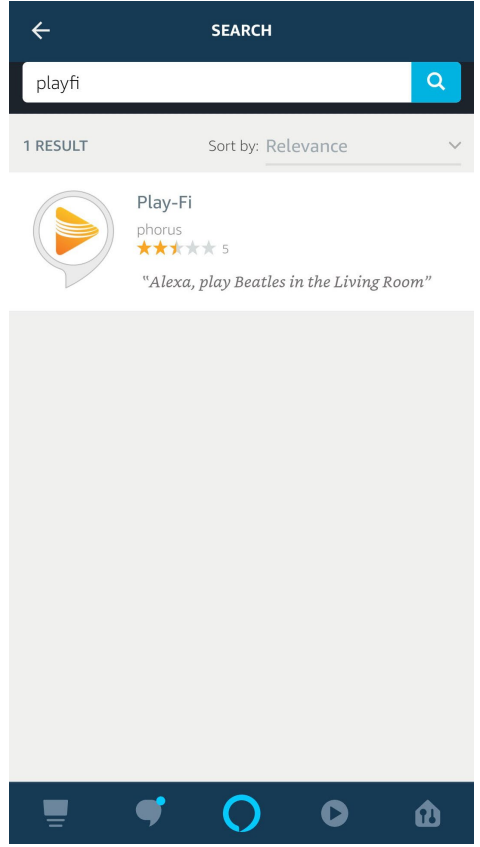 SEARCH
playfi
1 RESULT Sort by: Relevance
Play-Fi
phorus
5
"Alexa, play Beatles in the Living Room"